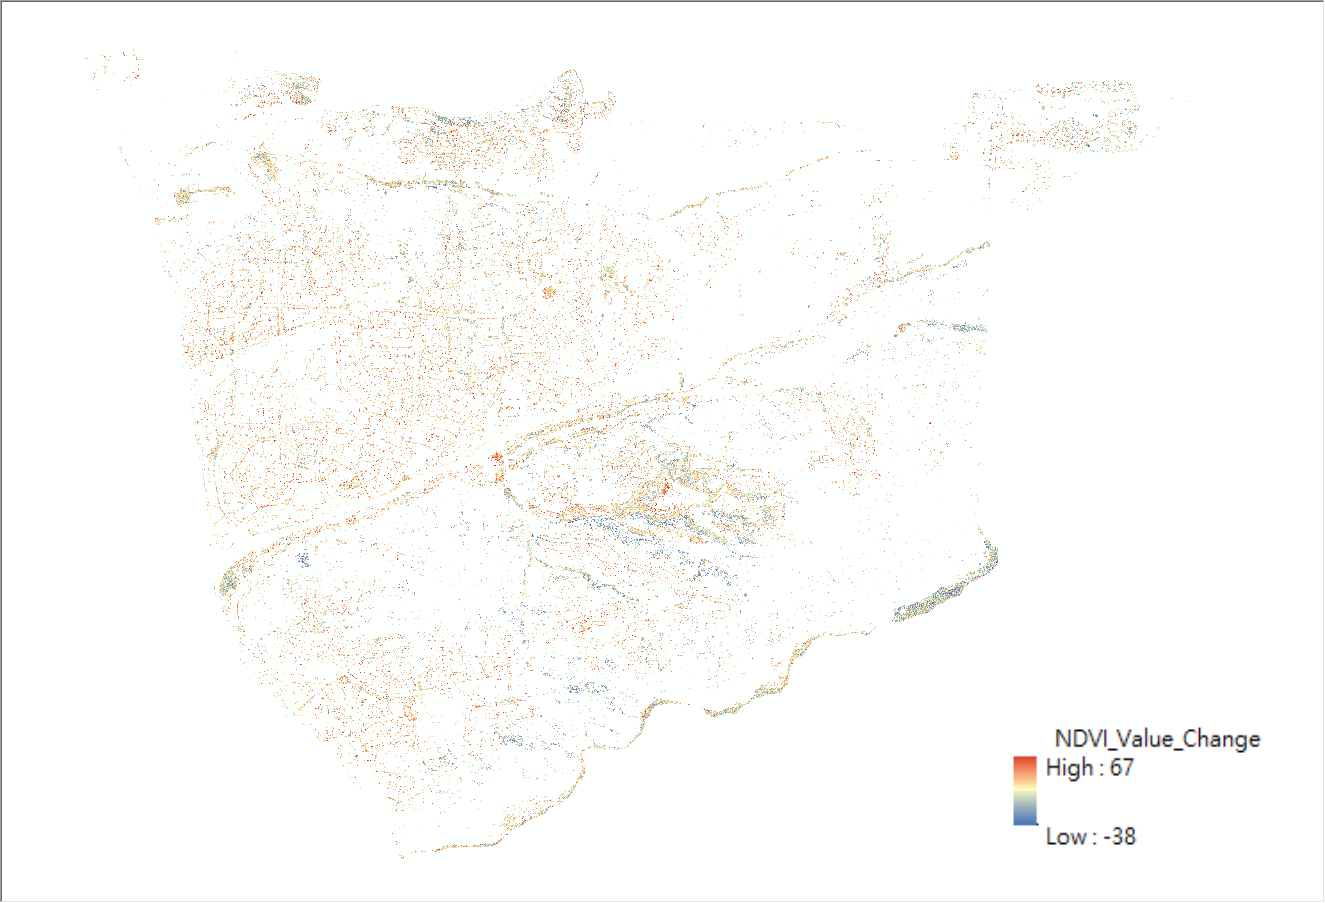 NDVI_Value_Change
High : 67
Low : -38